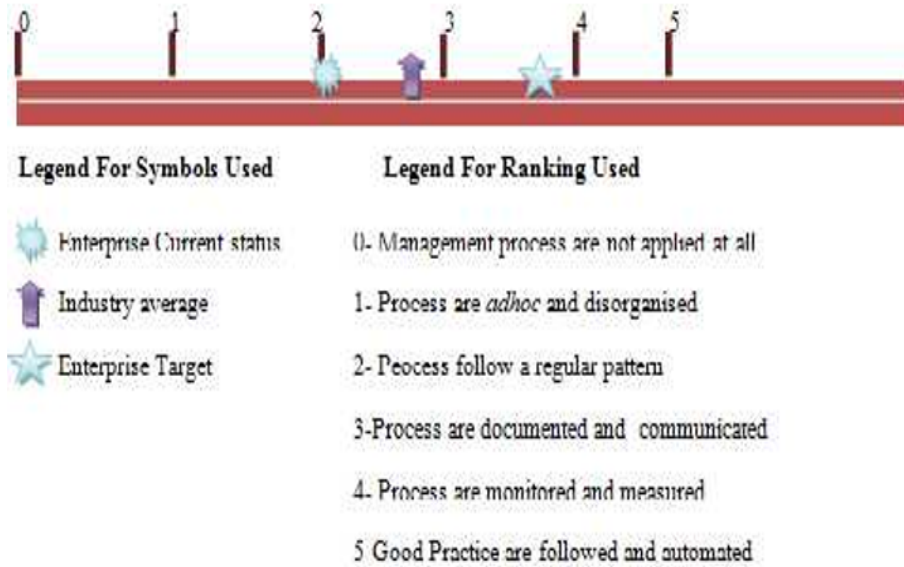 0 1 2 3 4 5
Legend For Symbols Used Legend For Ranking Used
Enterprise Current status 0- Management process are not applied at all
Industry average 1- Process are adhoc and disorganised
Enterprise Target 2- Peocess follow a regular pattern
3-Process are documented and communicated
4- Process are monitored and measured
5 Good Practice are followed and automated